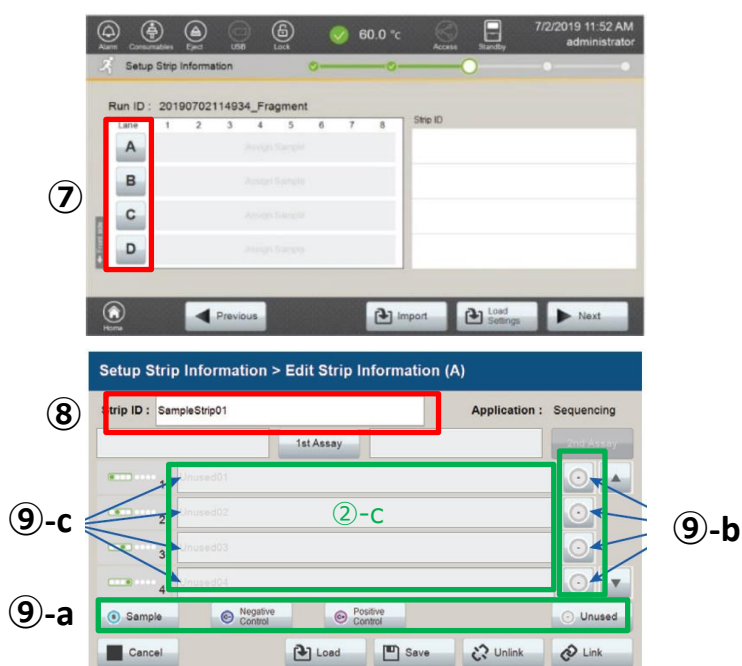 7/2/2019 11:52 AM
60.0 °c
administrator
Alarm Consumables Eject USB Lock Access Standby
Setup Strip Information
Run ID : 20190702114934_Fragment
Lane 1 2 3 4 5 6 7 8 Strip ID
A Assign Sample
B Assign Sample
⑦
C Assign Sample
D Assign Sample
Previous Import Load Settings Next
Home
Setup Strip Information > Edit Strip Information (A)
⑧ Strip ID : SampleStrip01 Application : Sequencing
1st Assay 2nd Assay
1 Unused01
⑨-c 2 Unused02 ②-c ⑨-b
3 Unused03
4 Unused04
⑨-a Sample Negative Control Positive Control Unused
Cancel Load Save Unlink Link